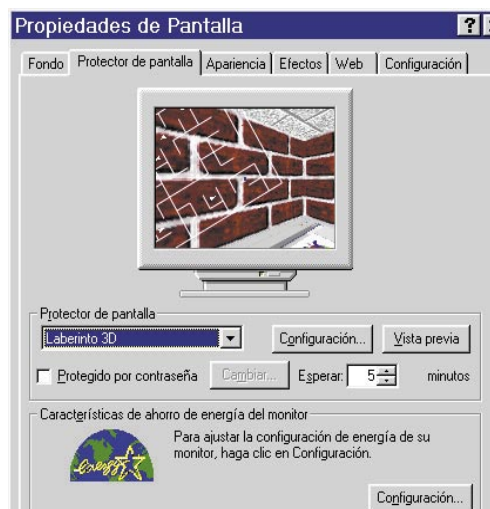 Propiedades de Pantalla ?
Fondo Protector de pantalla Apariencia Efectos Web Configuración
Protector de pantalla
Laberinto 3D Configuración... Vista previa
Protegido por contraseña Cambiar... Esperar: 5 minutos
Características de ahorro de energía del monitor
Para ajustar la configuración de energía de su
monitor, haga clic en Configuración.
energy
Configuración...